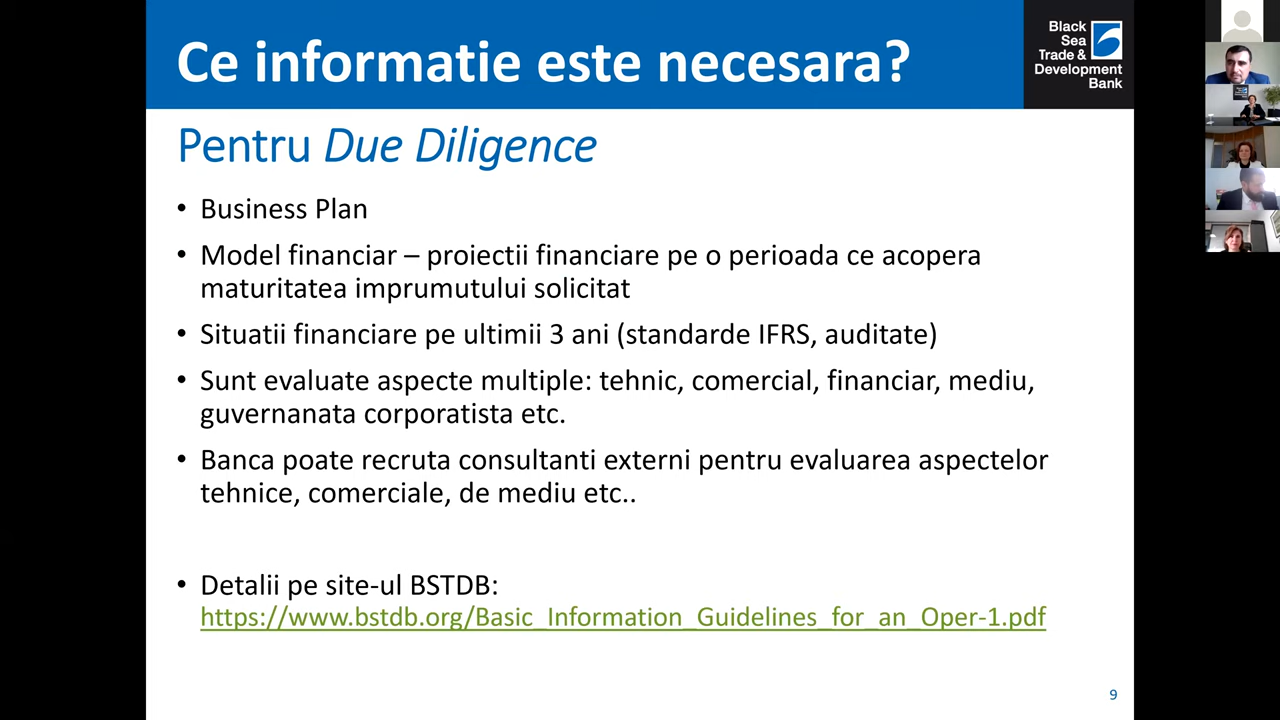 Ce informatie este necesara?
Black
Sea
Trade &
Development
Bank
Pentru Due Diligence
• Business Plan
• Model financiar – proiectii financiare pe o perioada ce acopera
maturitatea imprumutului solicitat
• Situatii financiare pe ultimii 3 ani (standarde IFRS, auditate)
• Sunt evaluate aspecte multiple: tehnic, comercial, financiar, mediu,
guvernanata corporatista etc.
• Banca poate recruta consultanti externi pentru evaluarea aspectelor
tehnice, comerciale, de mediu etc..
• Detalii pe site-ul BSTDB:
https://www.bstdb.org/Basic_Information_Guidelines_for_an_Oper-1.pdf
9